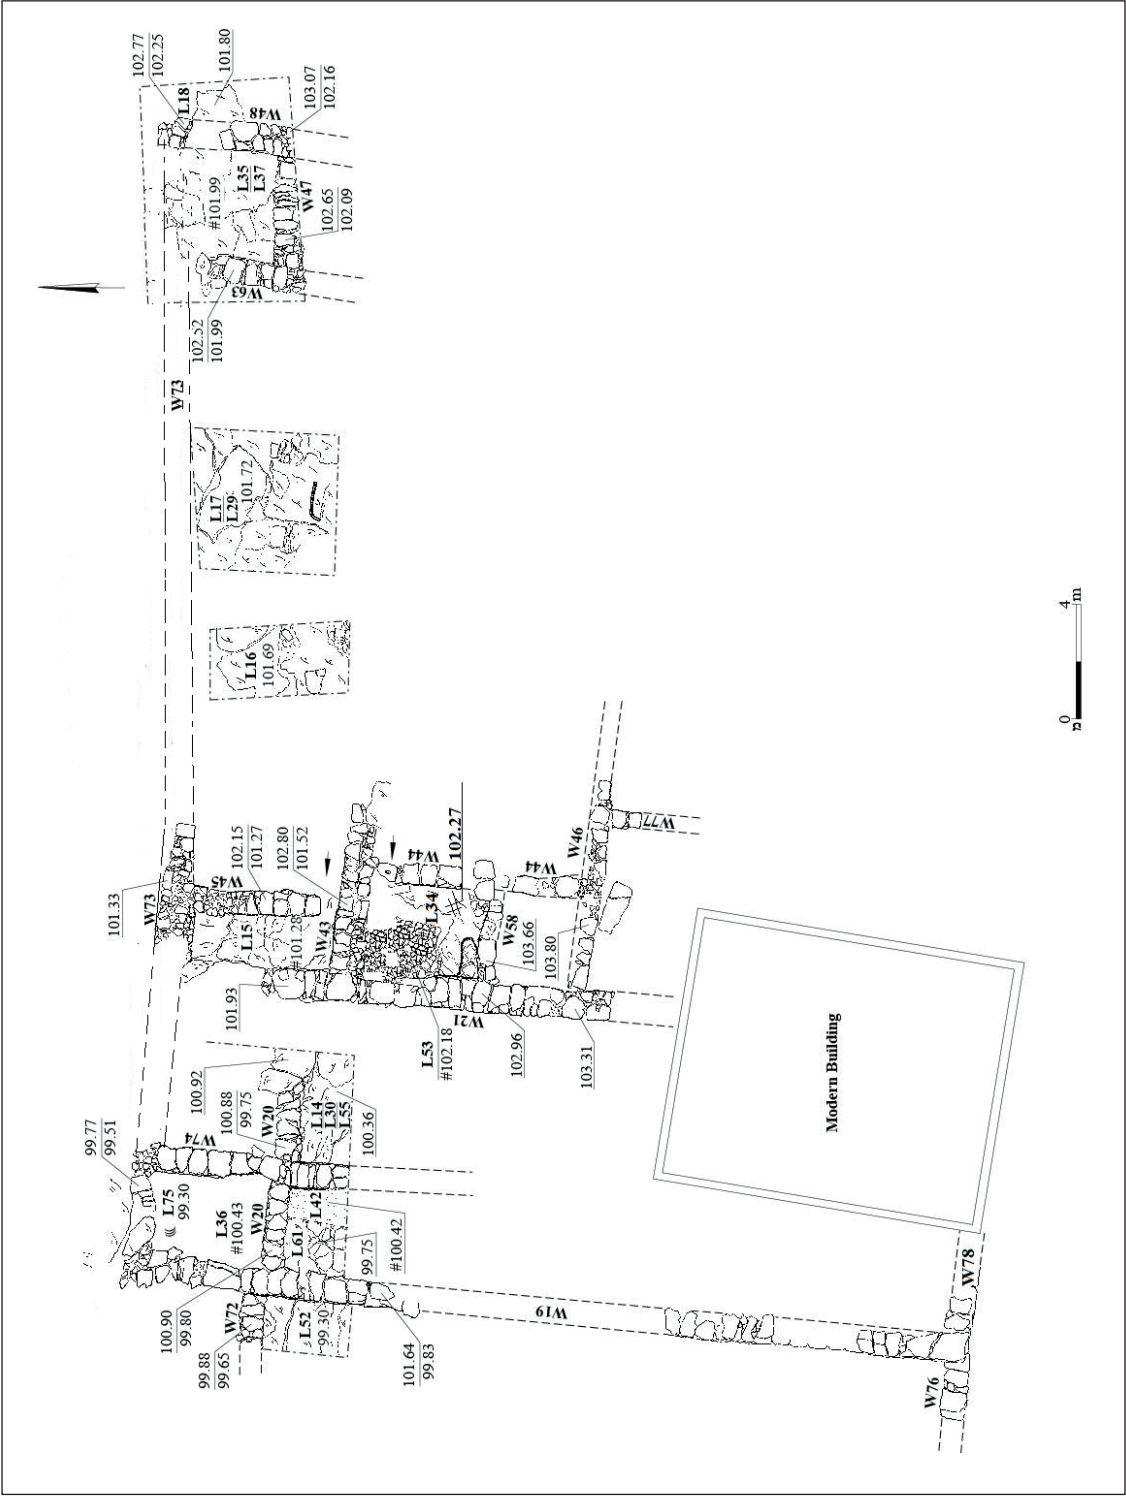 102.77
102.25
L18
101.80
W48
103.07
102.16
#101.99
L35
L37
W47
102.65
102.09
W63
102.52
101.99
W73
L17
L29
101.72
L16
101.69
0
4
מ
m
101.33
W73
W45
102.15
101.27
102.80
101.52
L15
#101.28
W43
W44
102.27
L34
W44
W46
W77
W58
103.66
103.80
101.93
W21
L53
#102.18
102.96
103.31
100.92
100.88
99.75
W20
L14
L30
L55
100.36
99.77
99.51
W74
L75
99.30
L36
#100.43
W20
L61
L42
99.75
#100.42
100.90
99.80
W72
99.88
99.65
L52
99.30
101.64
99.83
W19
Modern Building
W78
W76